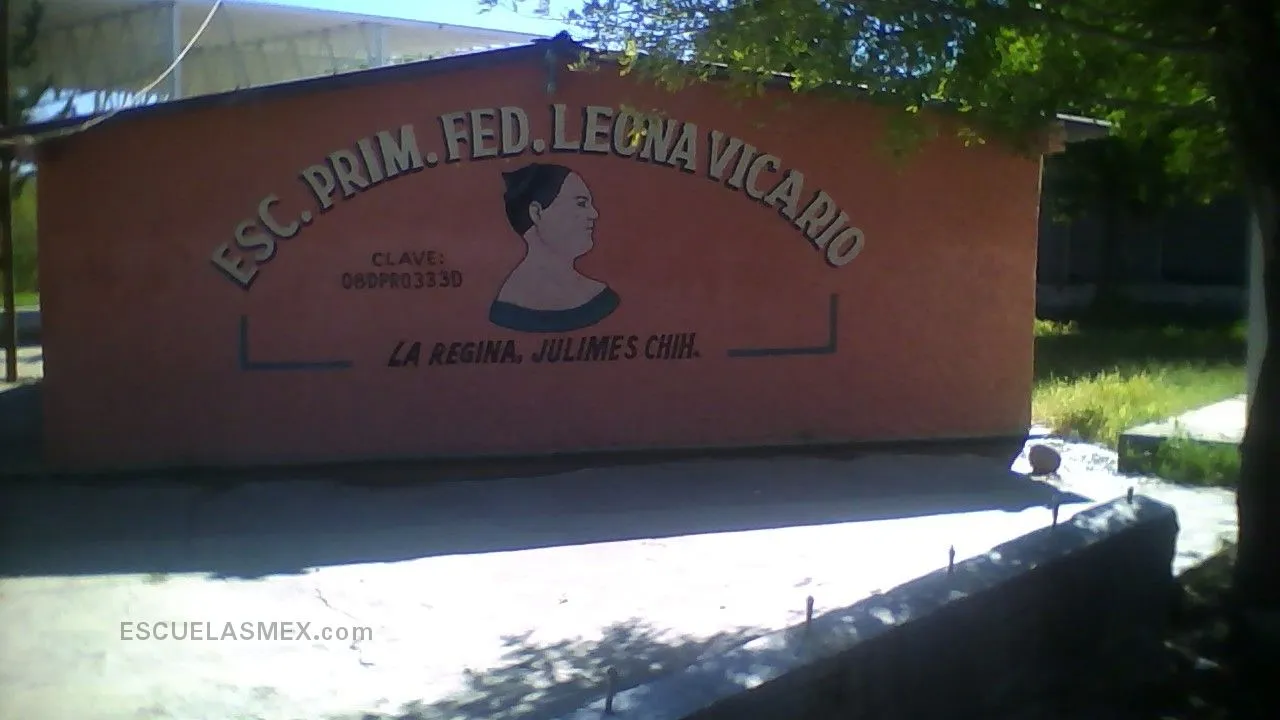 ESC. PRIM. FED. LEONA VICARIO
CLAVE:
08DPR0333D
LA REGINA, JULIMES CHIH.
ESCUELASMEX.com